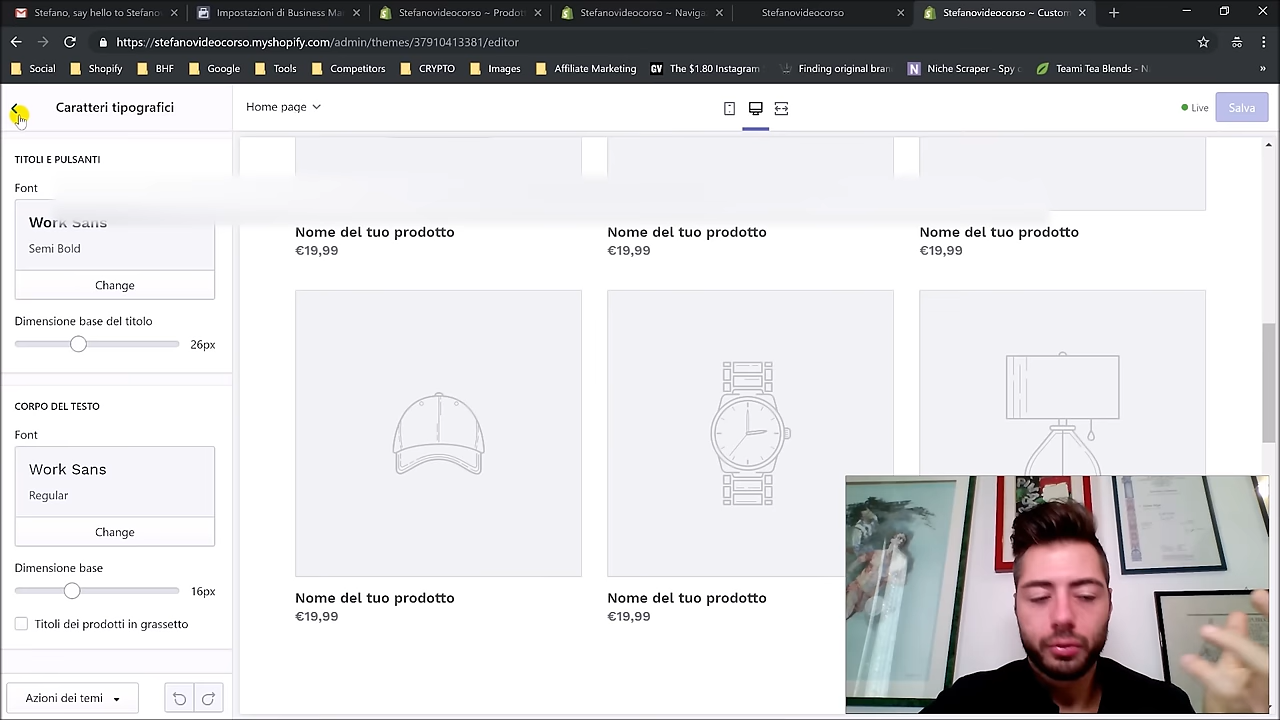 Stefano, say hello to Stefano
Impostazioni di Business Ma
Stefanovideocorso ~ Prodot
Stefanovideocorso ~ Naviga
Stefanovideocorso
Stefanovideocorso ~ Custom
https://stefanovideocorso.myshopify.com/admin/themes/37910413381/editor
Social
Shopify
BHF
Google
Tools
Competitors
CRYPTO
Images
Affiliate Marketing
GV
The $1.80 Instagram
Finding original bran
N
Niche Scraper - Spy
Teami Tea Blends - N
»
Caratteri tipografici
Home page
Live
Salva
TITOLI E PULSANTI
Font
Work Sans
Semi Bold
Change
Dimensione base del titolo
26px
CORPO DEL TESTO
Font
Work Sans
Regular
Change
Dimensione base
16px
Titoli dei prodotti in grassetto
Azioni dei temi
Nome del tuo prodotto
€19,99
Nome del tuo prodotto
€19,99
Nome del tuo prodotto
€19,99
Nome del tuo prodotto
€19,99
Nome del tuo prodotto
€19,99